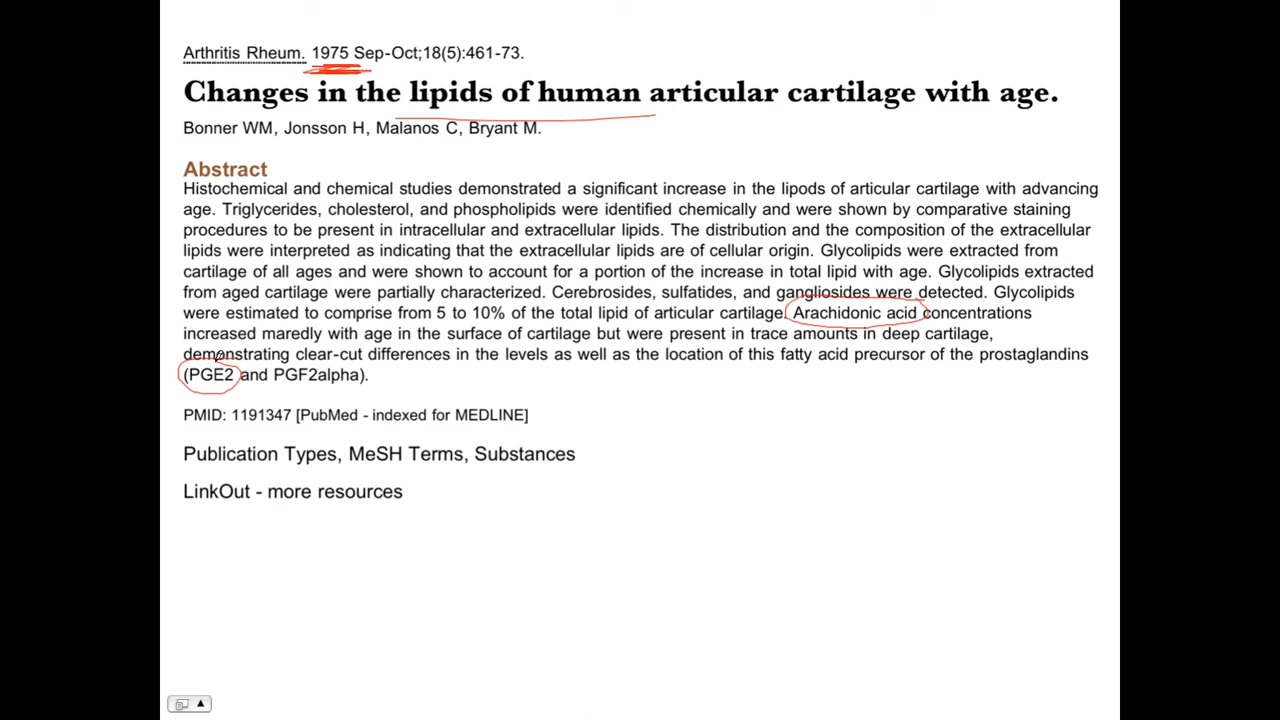 Arthritis Rheum. 1975 Sep-Oct;18(5):461-73.
Changes in the lipids of human articular cartilage with age.
Bonner WM, Jonsson H, Malanos C, Bryant M.
Abstract
Histochemical and chemical studies demonstrated a significant increase in the lipods of articular cartilage with advancing
age. Triglycerides, cholesterol, and phospholipids were identified chemically and were shown by comparative staining
procedures to be present in intracellular and extracellular lipids. The distribution and the composition of the extracellular
lipids were interpreted as indicating that the extracellular lipids are of cellular origin. Glycolipids were extracted from
cartilage of all ages and were shown to account for a portion of the increase in total lipid with age. Glycolipids extracted
from aged cartilage were partially characterized. Cerebrosides, sulfatides, and gangliosides were detected. Glycolipids
were estimated to comprise from 5 to 10% of the total lipid of articular cartilage. Arachidonic acid concentrations
increased maredly with age in the surface of cartilage but were present in trace amounts in deep cartilage,
demonstrating clear-cut differences in the levels as well as the location of this fatty acid precursor of the prostaglandins
(PGE2 and PGF2alpha).
PMID: 1191347 [PubMed - indexed for MEDLINE]
Publication Types, MeSH Terms, Substances
LinkOut - more resources